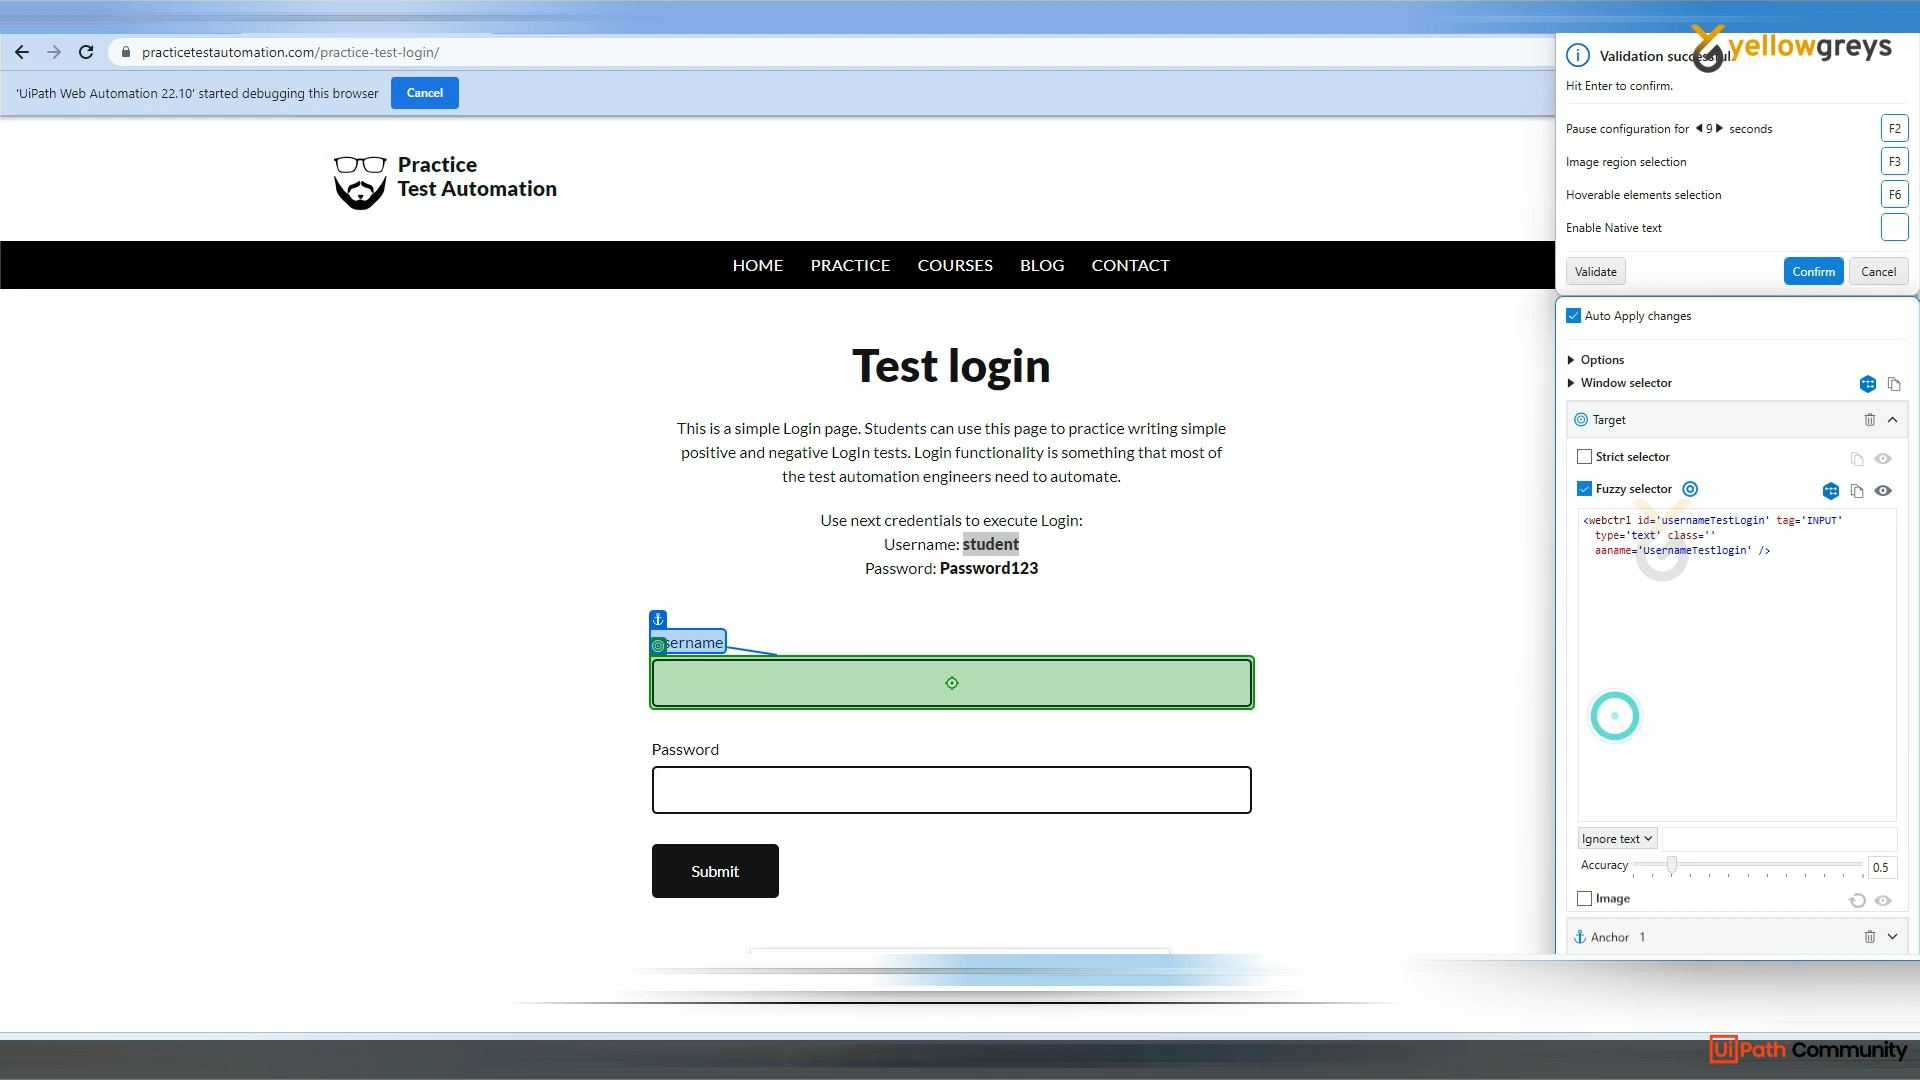 practicetestautomation.com/practice-test-login/
'UiPath Web Automation 22.10' started debugging this browser
Cancel
Practice
Test Automation
HOME PRACTICE COURSES BLOG CONTACT
Test login
This is a simple Login page. Students can use this page to practice writing simple
positive and negative LogIn tests. Login functionality is something that most of
the test automation engineers need to automate.
Use next credentials to execute Login:
Username: student
Password: Password123
Username
Password
Submit
yellowgreys
Validation successful.
Hit Enter to confirm.
Pause configuration for 9 seconds F2
Image region selection F3
Hoverable elements selection F6
Enable Native text
Validate Confirm Cancel
Auto Apply changes
Options
Window selector
Target
Strict selector
Fuzzy selector
<webctrl id='usernameTestLogin' tag='INPUT'
type='text' class=''
aaname='UsernameTestlogin' />
Ignore text
Accuracy 0.5
Image
Anchor 1
UiPath Community